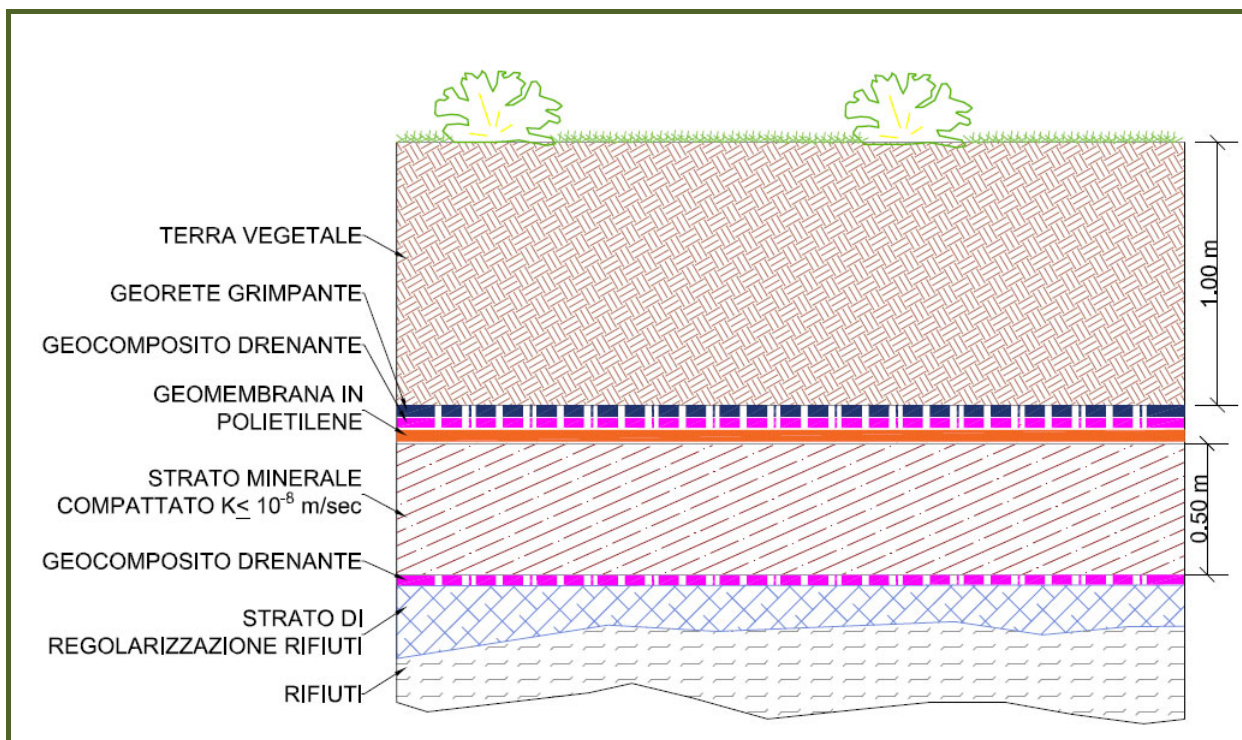 TERRA VEGETALE
GEORETE GRIMPANTE
GEOCOMPOSITO DRENANTE
GEOMEMBRANA IN
POLIETILENE
STRATO MINERALE
COMPATTATO K≤ 10⁻⁸ m/sec
GEOCOMPOSITO DRENANTE
STRATO DI
REGOLARIZZAZIONE RIFIUTI
RIFIUTI
1.00 m
0.50 m